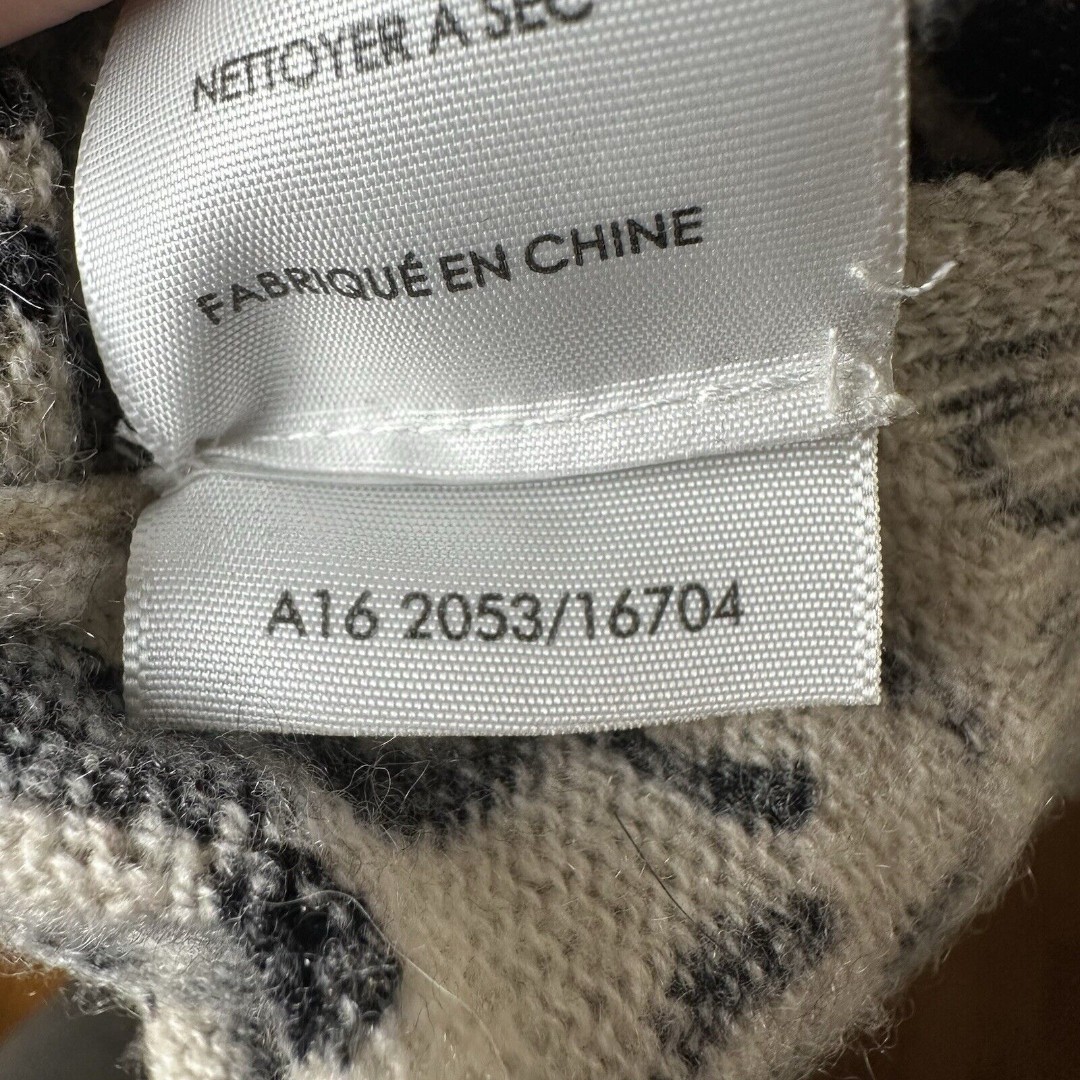 NETTOYER A SEC
FABRIQUÉ EN CHINE
A16 2053/16704